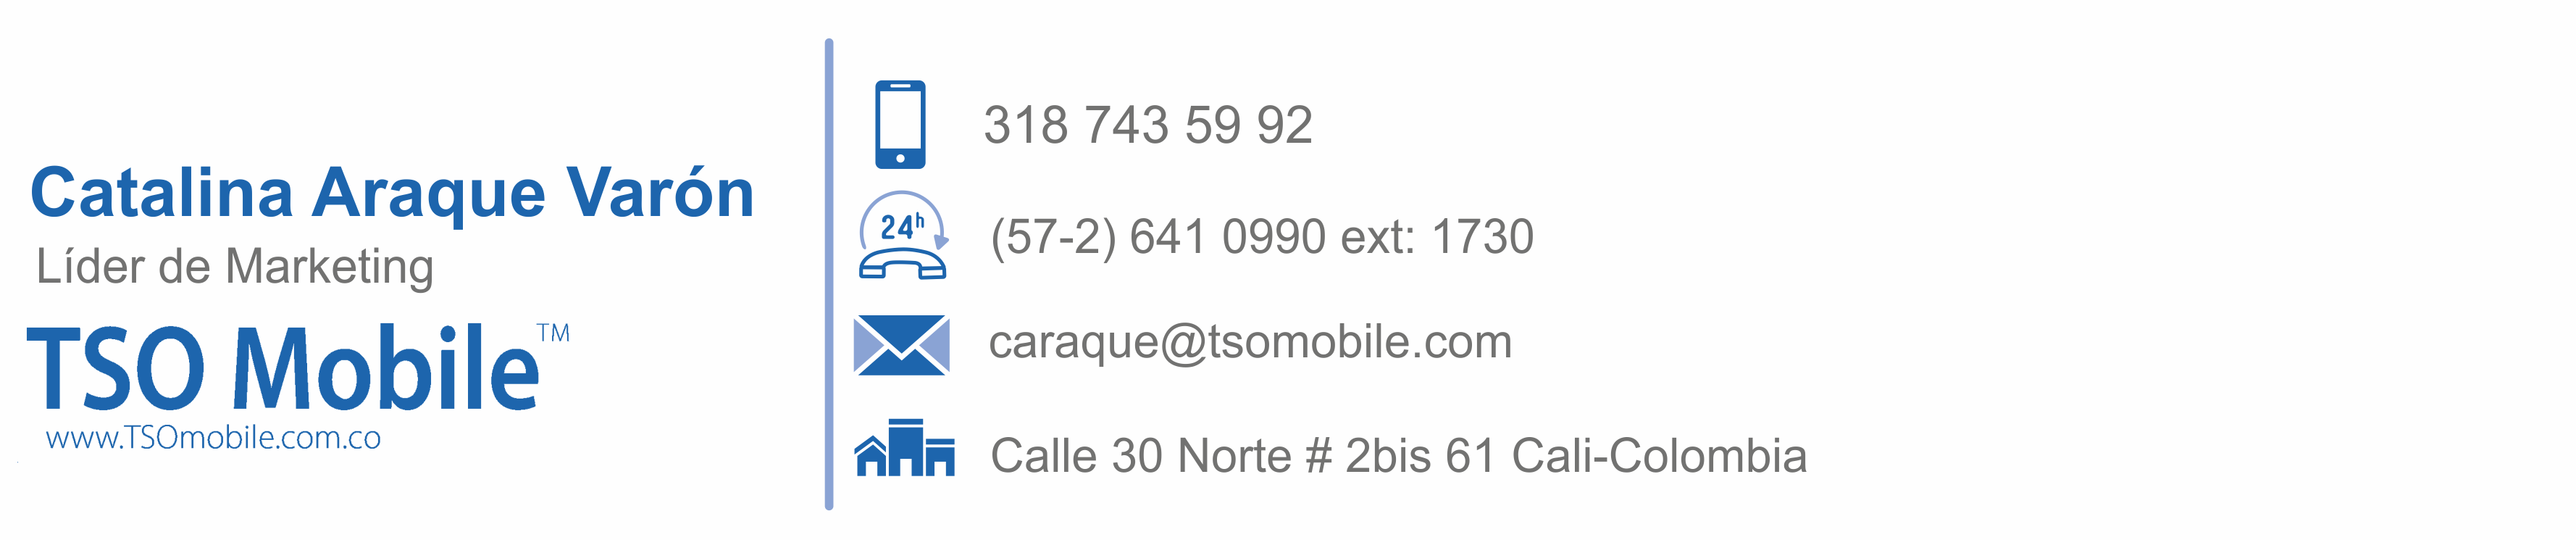 Catalina Araque Varón
Líder de Marketing
TSO Mobile™
www.TSOmobile.com.co
318 743 59 92
24h
(57-2) 641 0990 ext: 1730
caraque@tsomobile.com
Calle 30 Norte # 2bis 61 Cali-Colombia